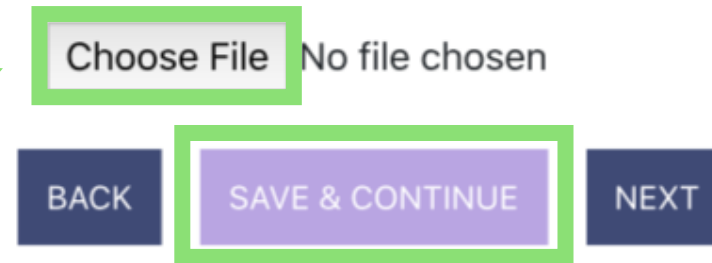 Choose File No file chosen
BACK SAVE & CONTINUE NEXT